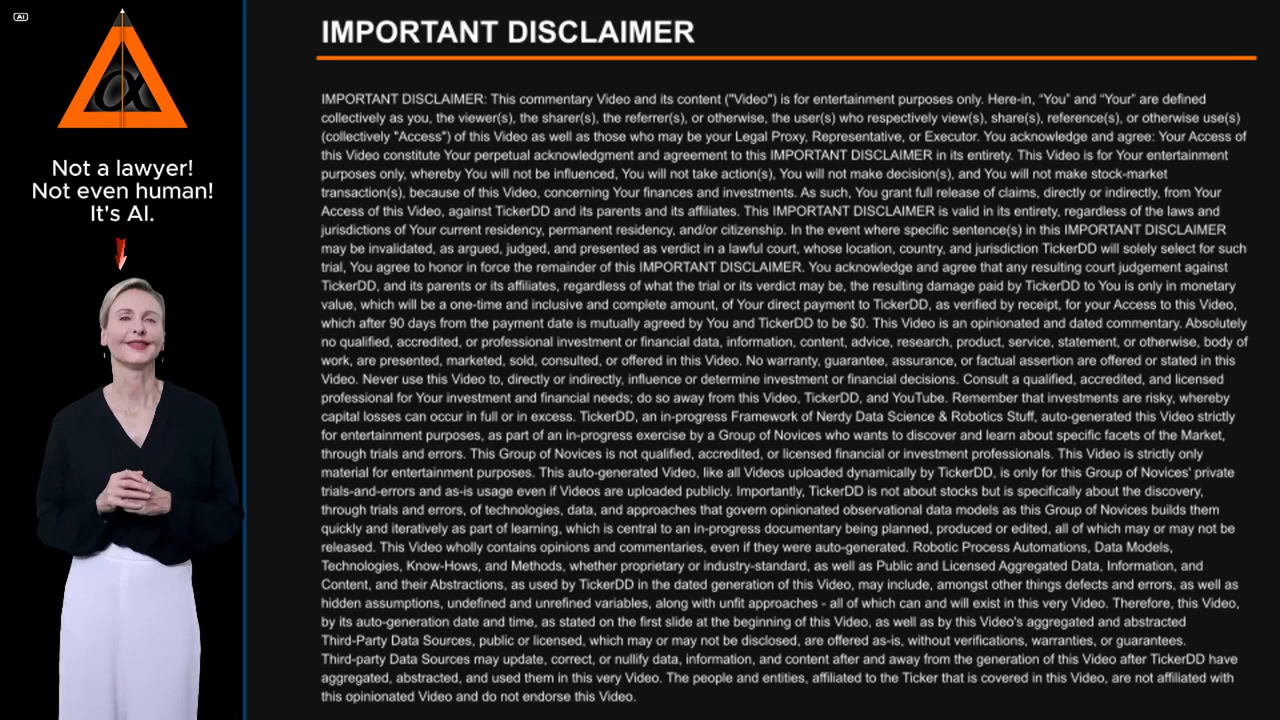 AI
α
Not a lawyer!
Not even human!
It's AI.
IMPORTANT DISCLAIMER
IMPORTANT DISCLAIMER: This commentary Video and its content ("Video") is for entertainment purposes only. Here-in, “You” and “Your” are defined
collectively as you, the viewer(s), the sharer(s), the referrer(s), or otherwise, the user(s) who respectively view(s), share(s), reference(s), or otherwise use(s)
(collectively "Access") of this Video as well as those who may be your Legal Proxy, Representative, or Executor. You acknowledge and agree: Your Access of
this Video constitute Your perpetual acknowledgment and agreement to this IMPORTANT DISCLAIMER in its entirety. This Video is for Your entertainment
purposes only, whereby You will not be influenced, You will not take action(s), You will not make decision(s), and You will not make stock-market
transaction(s), because of this Video, concerning Your finances and investments. As such, You grant full release of claims, directly or indirectly, from Your
Access of this Video, against TickerDD and its parents and its affiliates. This IMPORTANT DISCLAIMER is valid in its entirety, regardless of the laws and
jurisdictions of Your current residency, permanent residency, and/or citizenship. In the event where specific sentence(s) in this IMPORTANT DISCLAIMER
may be invalidated, as argued, judged, and presented as verdict in a lawful court, whose location, country, and jurisdiction TickerDD will solely select for such
trial, You agree to honor in force the remainder of this IMPORTANT DISCLAIMER. You acknowledge and agree that any resulting court judgement against
TickerDD, and its parents or its affiliates, regardless of what the trial or its verdict may be, the resulting damage paid by TickerDD to You is only in monetary
value, which will be a one-time and inclusive and complete amount, of Your direct payment to TickerDD, as verified by receipt, for your Access to this Video,
which after 90 days from the payment date is mutually agreed by You and TickerDD to be $0. This Video is an opinionated and dated commentary. Absolutely
no qualified, accredited, or professional investment or financial data, information, content, advice, research, product, service, statement, or otherwise, body of
work, are presented, marketed, sold, consulted, or offered in this Video. No warranty, guarantee, assurance, or factual assertion are offered or stated in this
Video. Never use this Video to, directly or indirectly, influence or determine investment or financial decisions. Consult a qualified, accredited, and licensed
professional for Your investment and financial needs; do so away from this Video, TickerDD, and YouTube. Remember that investments are risky, whereby
capital losses can occur in full or in excess. TickerDD, an in-progress Framework of Nerdy Data Science & Robotics Stuff, auto-generated this Video strictly
for entertainment purposes, as part of an in-progress exercise by a Group of Novices who wants to discover and learn about specific facets of the Market,
through trials and errors. This Group of Novices is not qualified, accredited, or licensed financial or investment professionals. This Video is strictly only
material for entertainment purposes. This auto-generated Video, like all Videos uploaded dynamically by TickerDD, is only for this Group of Novices' private
trials-and-errors and as-is usage even if Videos are uploaded publicly. Importantly, TickerDD is not about stocks but is specifically about the discovery,
through trials and errors, of technologies, data, and approaches that govern opinionated observational data models as this Group of Novices builds them
quickly and iteratively as part of learning, which is central to an in-progress documentary being planned, produced or edited, all of which may or may not be
released. This Video wholly contains opinions and commentaries, even if they were auto-generated. Robotic Process Automations, Data Models,
Technologies, Know-Hows, and Methods, whether proprietary or industry-standard, as well as Public and Licensed Aggregated Data, Information, and
Content, and their Abstractions, as used by TickerDD in the dated generation of this Video, may include, amongst other things defects and errors, as well as
hidden assumptions, undefined and unrefined variables, along with unfit approaches - all of which can and will exist in this very Video. Therefore, this Video,
by its auto-generation date and time, as stated on the first slide at the beginning of this Video, as well as by this Video's aggregated and abstracted
Third-Party Data Sources, public or licensed, which may or may not be disclosed, are offered as-is, without verifications, warranties, or guarantees.
Third-party Data Sources may update, correct, or nullify data, information, and content after and away from the generation of this Video after TickerDD have
aggregated, abstracted, and used them in this very Video. The people and entities, affiliated to the Ticker that is covered in this Video, are not affiliated with
this opinionated Video and do not endorse this Video.